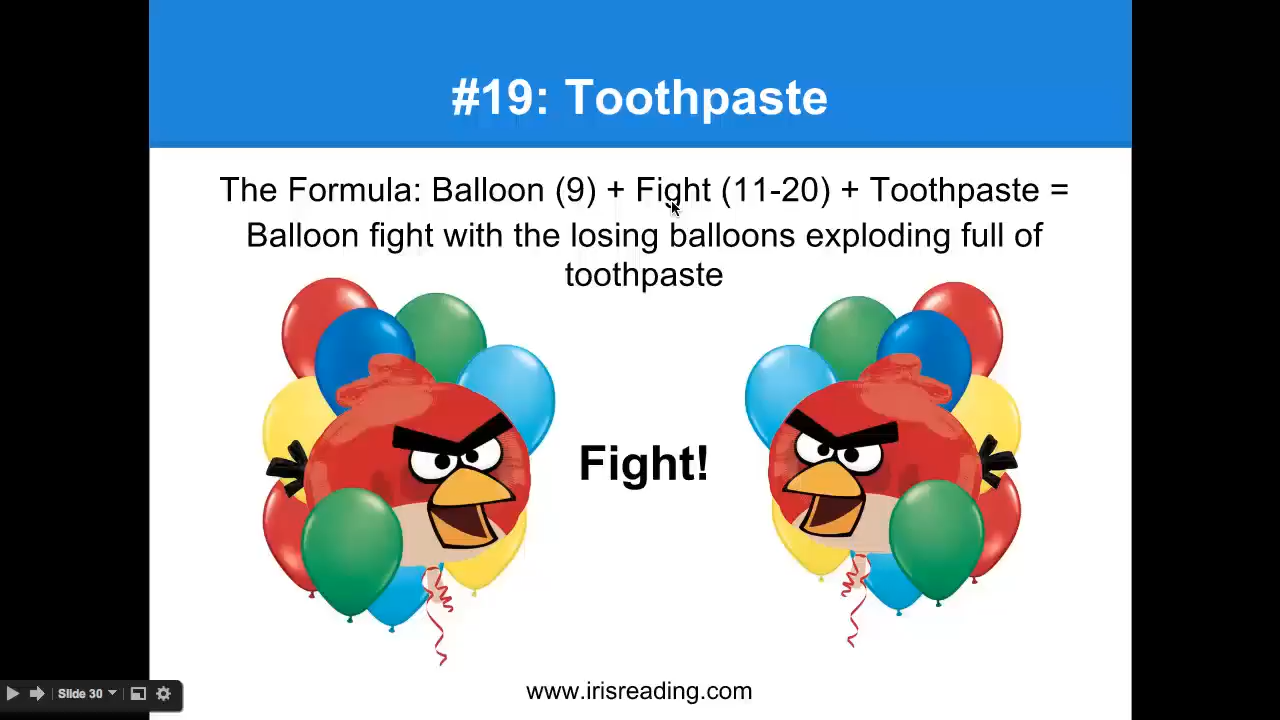 #19: Toothpaste
The Formula: Balloon (9) + Fight (11-20) + Toothpaste =
Balloon fight with the losing balloons exploding full of
toothpaste
Fight!
Slide 30
www.irisreading.com